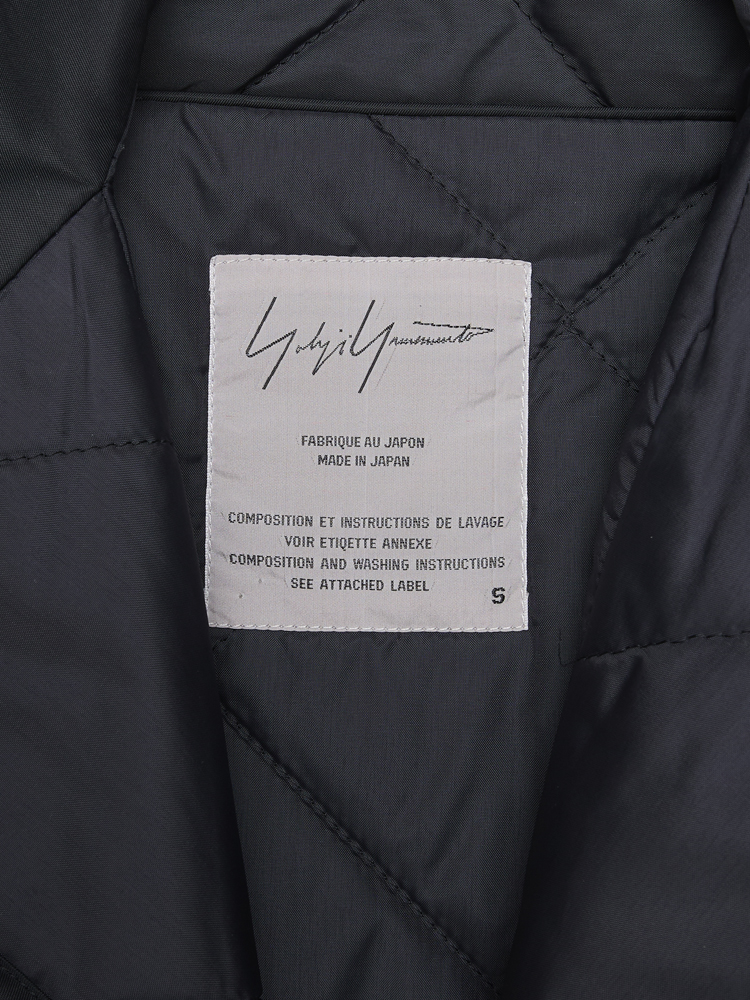 Yohji Yamamoto
FABRIQUE AU JAPON
MADE IN JAPAN
COMPOSITION ET INSTRUCTIONS DE LAVAGE
VOIR ETIQETTE ANNEXE
COMPOSITION AND WASHING INSTRUCTIONS
SEE ATTACHED LABEL
S